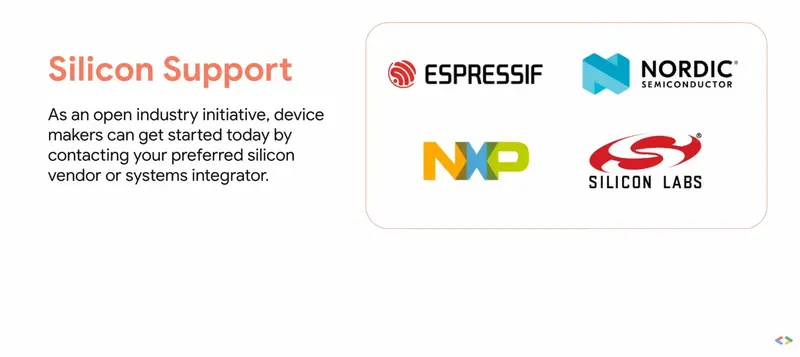 Silicon Support
As an open industry initiative, device
makers can get started today by
contacting your preferred silicon
vendor or systems integrator.
ESPRESSIF
NORDIC®
SEMICONDUCTOR
NXP
SILICON LABS®